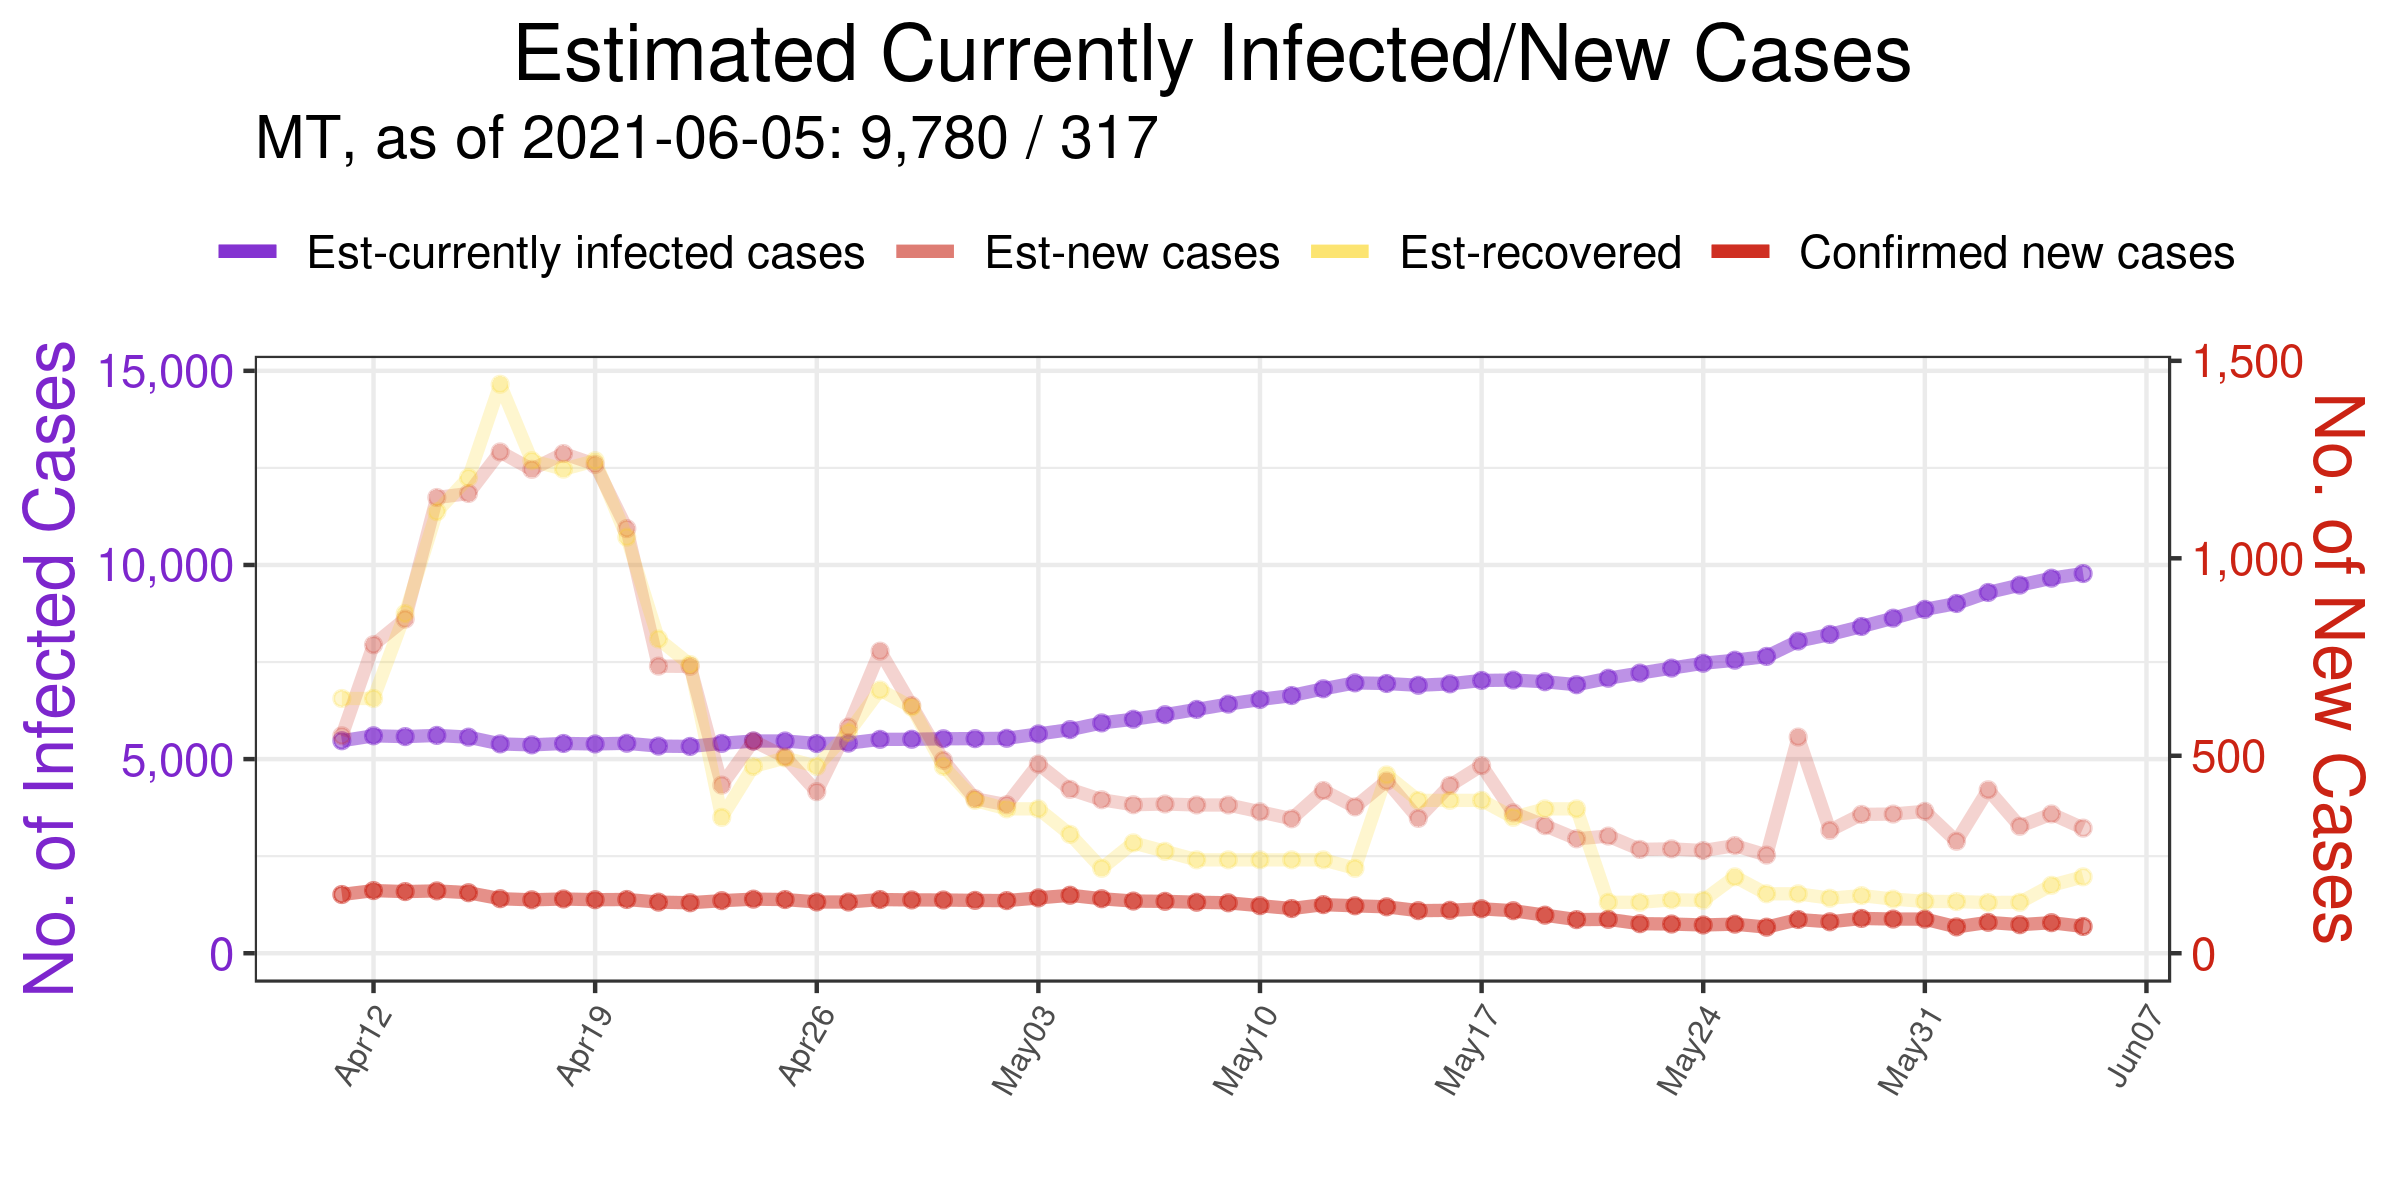 Estimated Currently Infected/New Cases
MT, as of 2021-06-05: 9,780 / 317
Est-currently infected cases
Est-new cases
Est-recovered
Confirmed new cases
No. of Infected Cases
15,000
10,000
5,000
0
1,500
1,000
500
0
No. of New Cases
Apr12
Apr19
Apr26
May03
May10
May17
May24
May31
Jun07